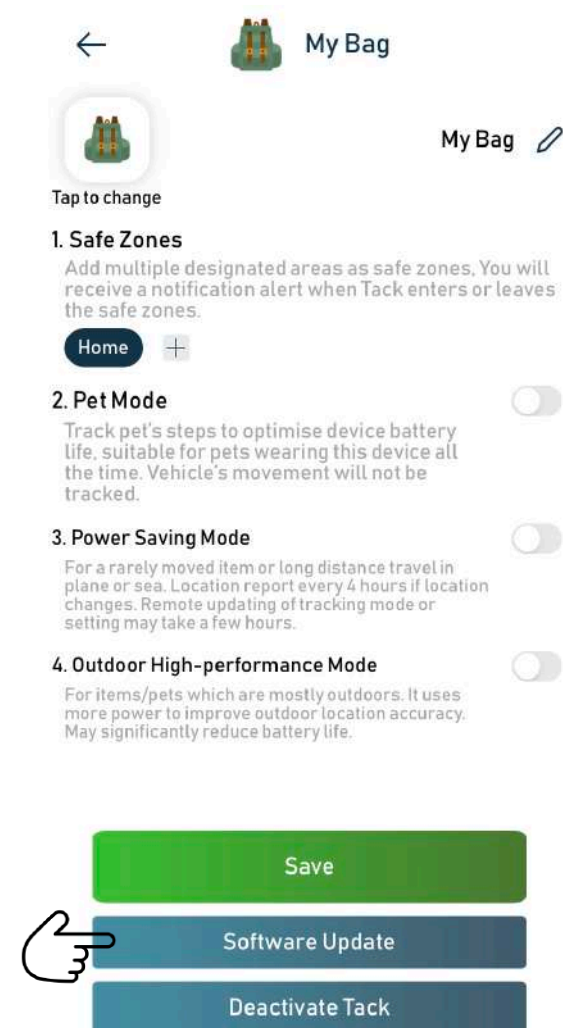 My Bag
My Bag
Tap to change
1. Safe Zones
Add multiple designated areas as safe zones, You will
receive a notification alert when Tack enters or leaves
the safe zones.
Home +
2. Pet Mode
Track pet's steps to optimise device battery
life, suitable for pets wearing this device all
the time. Vehicle's movement will not be
tracked.
3. Power Saving Mode
For a rarely moved item or long distance travel in
plane or sea. Location report every 4 hours if location
changes. Remote updating of tracking mode or
setting may take a few hours.
4. Outdoor High-performance Mode
For items/pets which are mostly outdoors. It uses
more power to improve outdoor location accuracy.
May significantly reduce battery life.
Save
Software Update
Deactivate Tack